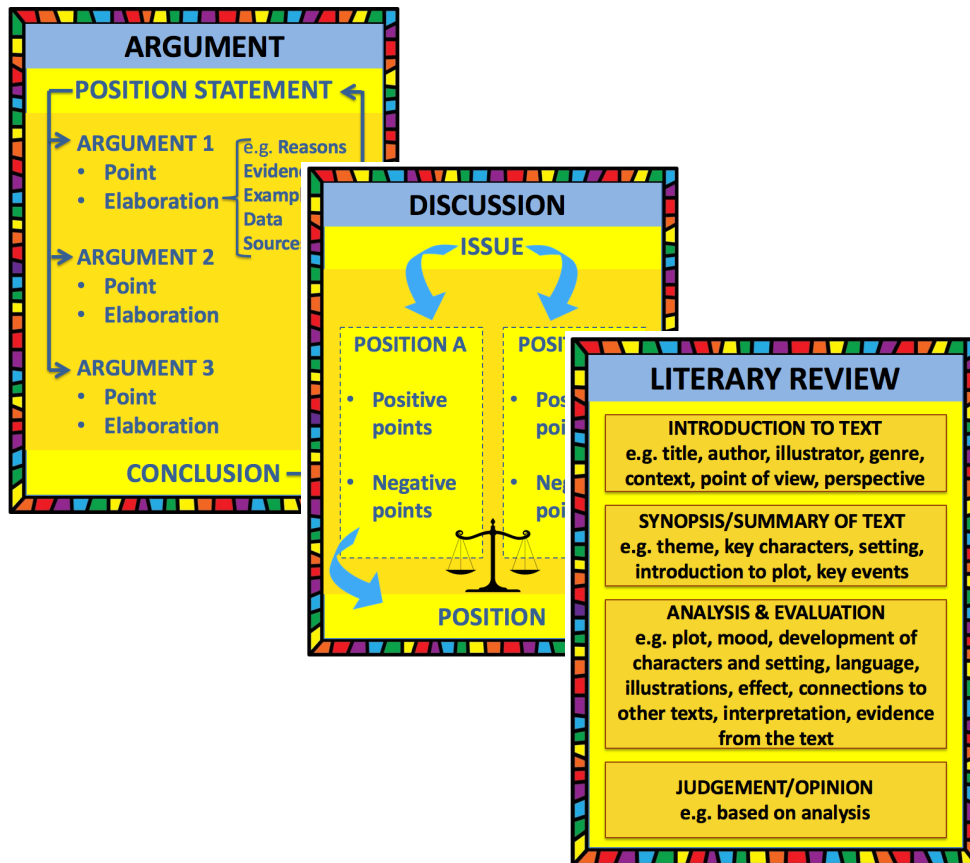 ARGUMENT
POSITION STATEMENT
ARGUMENT 1
• Point
• Elaboration
e.g. Reasons
Data
ARGUMENT 2
• Point
• Elaboration
ARGUMENT 3
• Point
• Elaboration
CONCLUSION
DISCUSSION
ISSUE
POSITION A
• Positive
points
• Negative
points
POSITION
LITERARY REVIEW
INTRODUCTION TO TEXT
e.g. title, author, illustrator, genre,
context, point of view, perspective
SYNOPSIS/SUMMARY OF TEXT
e.g. theme, key characters, setting,
introduction to plot, key events
ANALYSIS & EVALUATION
e.g. plot, mood, development of
characters and setting, language,
illustrations, effect, connections to
other texts, interpretation, evidence
from the text
JUDGEMENT/OPINION
e.g. based on analysis